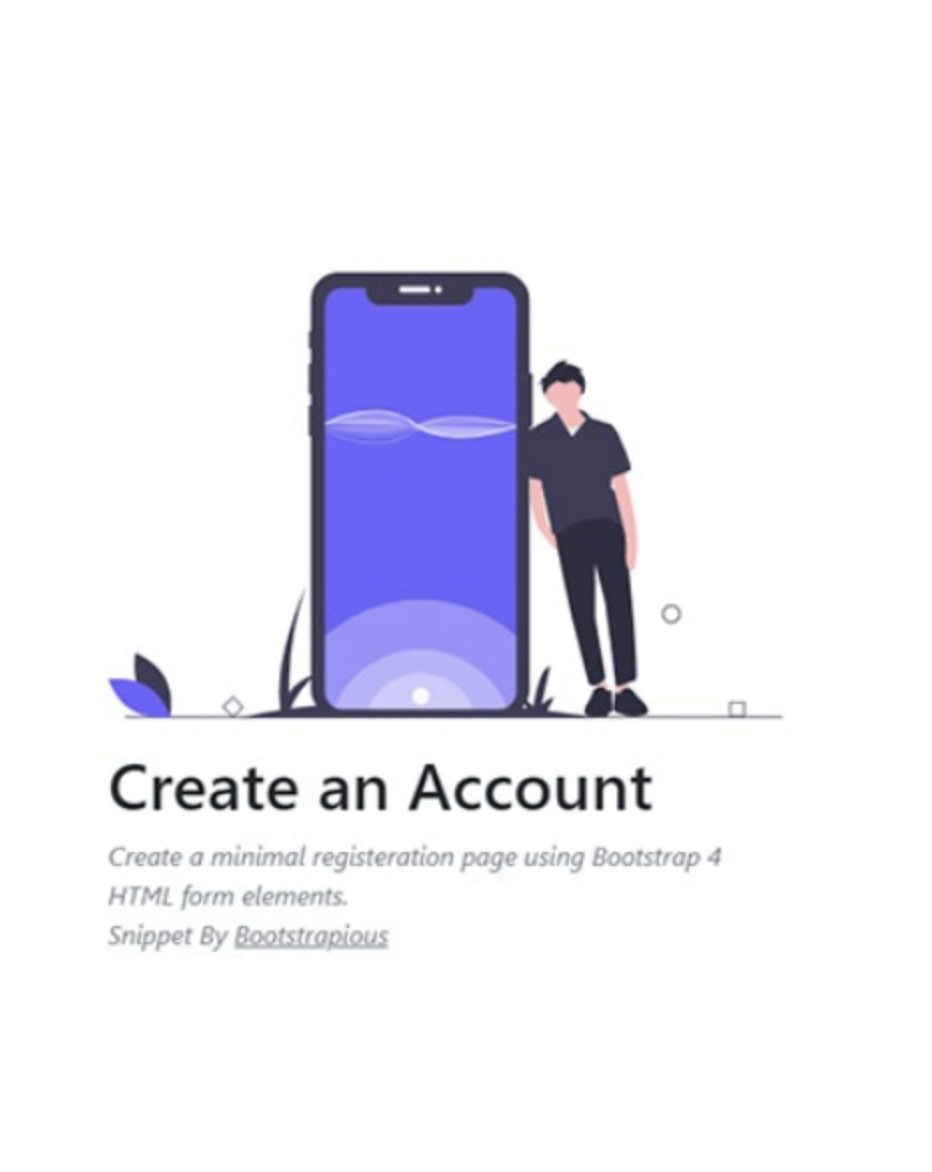 Create an Account
Create a minimal registeration page using Bootstrap 4
HTML form elements.
Snippet By Bootstrapious